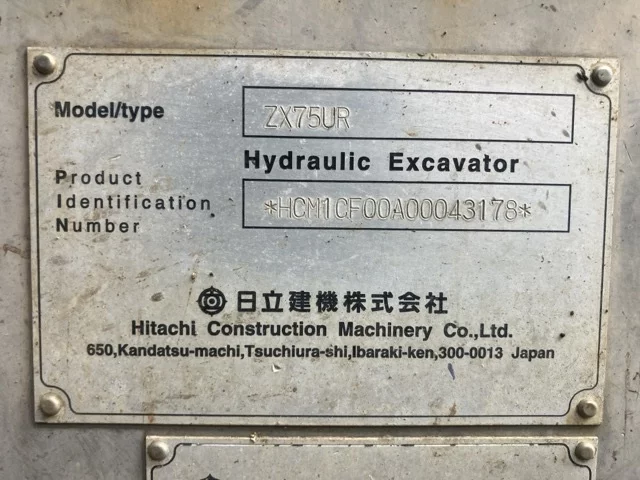 Model/type ZX75UR
Hydraulic Excavator
Product
Identification *HCM1CF00A00043178*
Number
日立建機株式会社
Hitachi Construction Machinery Co.,Ltd.
650,Kandatsu-machi,Tsuchiura-shi,Ibaraki-ken,300-0013 Japan